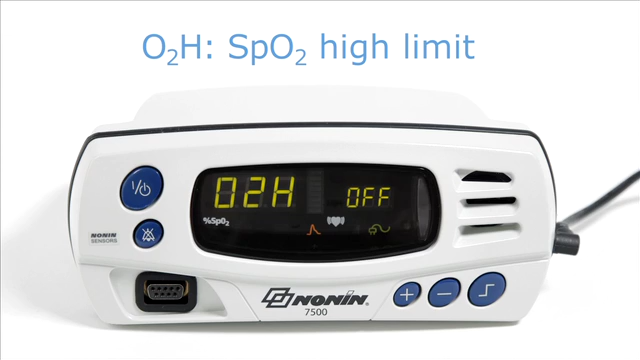 O₂H: SpO₂ high limit
O2H OFF
%SpO₂
NONIN
SENSORS
NONIN®
7500